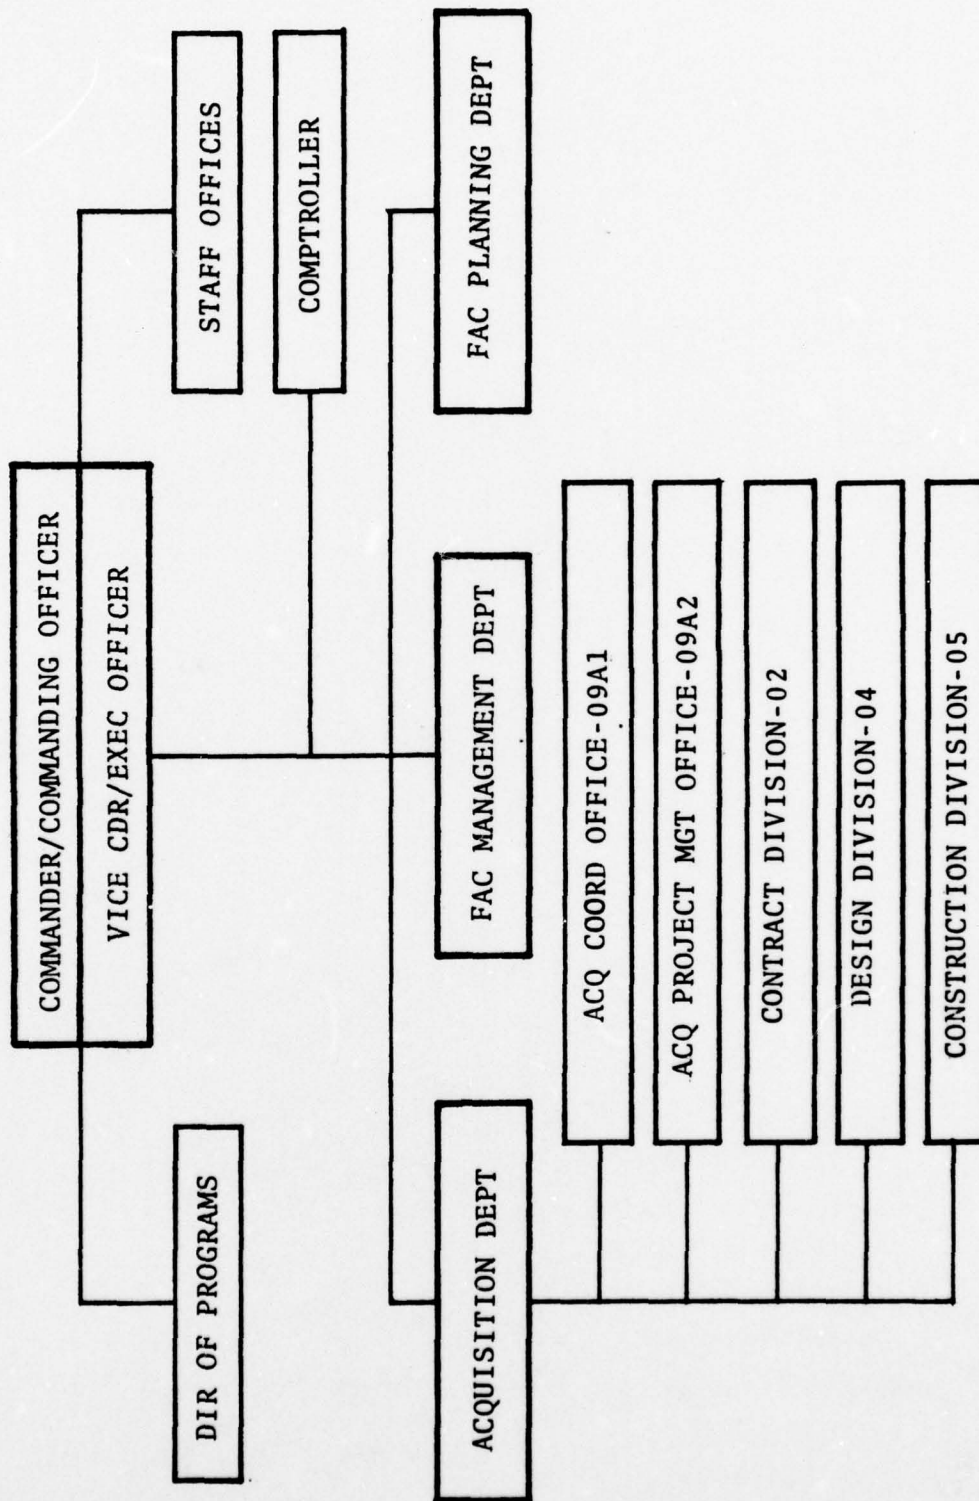 COMMANDER/COMMANDING OFFICER
VICE CDR/EXEC OFFICER
DIR OF PROGRAMS
STAFF OFFICES
COMPTROLLER
ACQUISITION DEPT
FAC MANAGEMENT DEPT
FAC PLANNING DEPT
ACQ COORD OFFICE-09A1
ACQ PROJECT MGT OFFICE-09A2
CONTRACT DIVISION-02
DESIGN DIVISION-04
CONSTRUCTION DIVISION-05